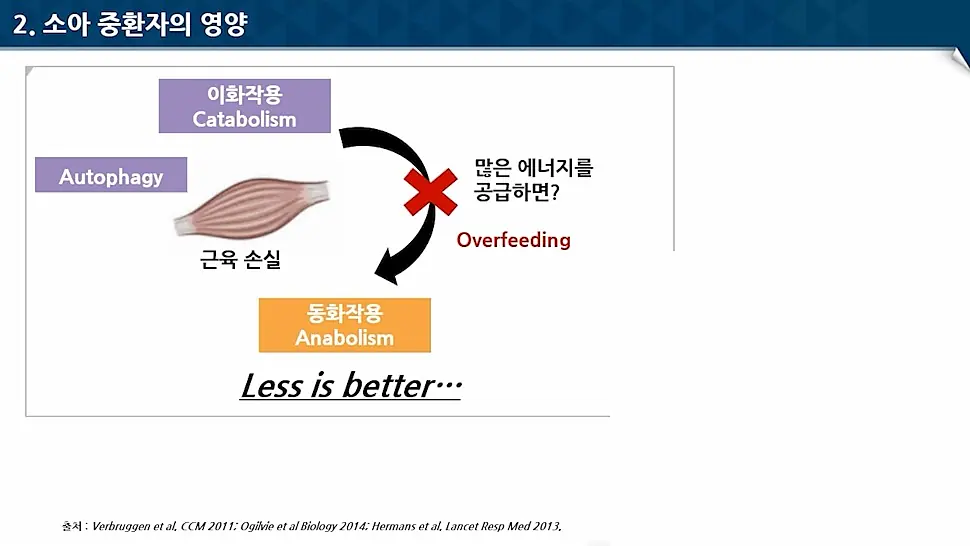 2. 소아 중환자의 영양
이화작용
Catabolism
Autophagy
많은 에너지를
공급하면?
Overfeeding
근육 손실
동화작용
Anabolism
Less is better…
출처 : Verbruggen et al, CCM 2011; Ogilvie et al Biology 2014; Hermans et al, Lancet Resp Med 2013.